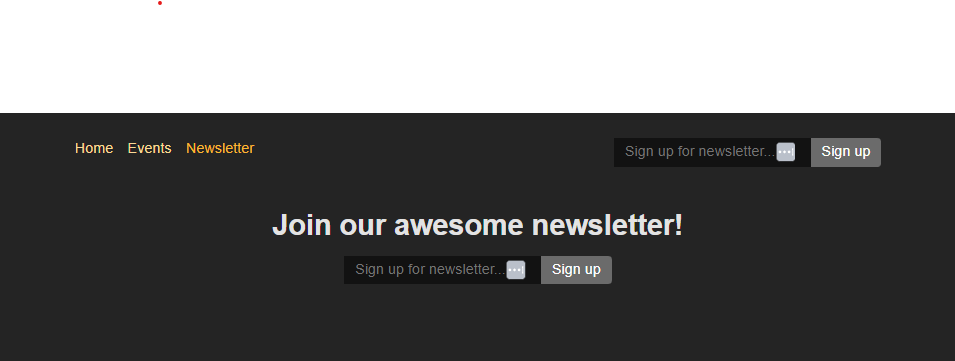 Home Events Newsletter Sign up for newsletter... Sign up
Join our awesome newsletter!
Sign up for newsletter... Sign up